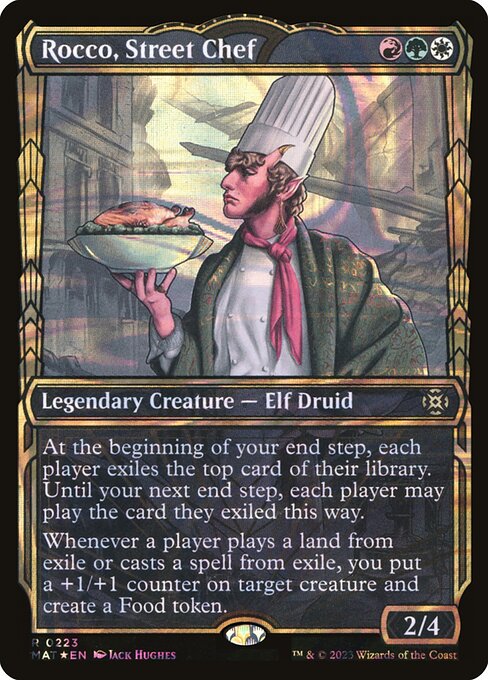 Rocco, Street Chef
Legendary Creature — Elf Druid
At the beginning of your end step, each
player exiles the top card of their library.
Until your next end step, each player may
play the card they exiled this way.
Whenever a player plays a land from
exile or casts a spell from exile, you put
a +1/+1 counter on target creature and
create a Food token.
2/4
R 0223
MAT ★ EN Jack Hughes
™ & © 2023 Wizards of the Coast